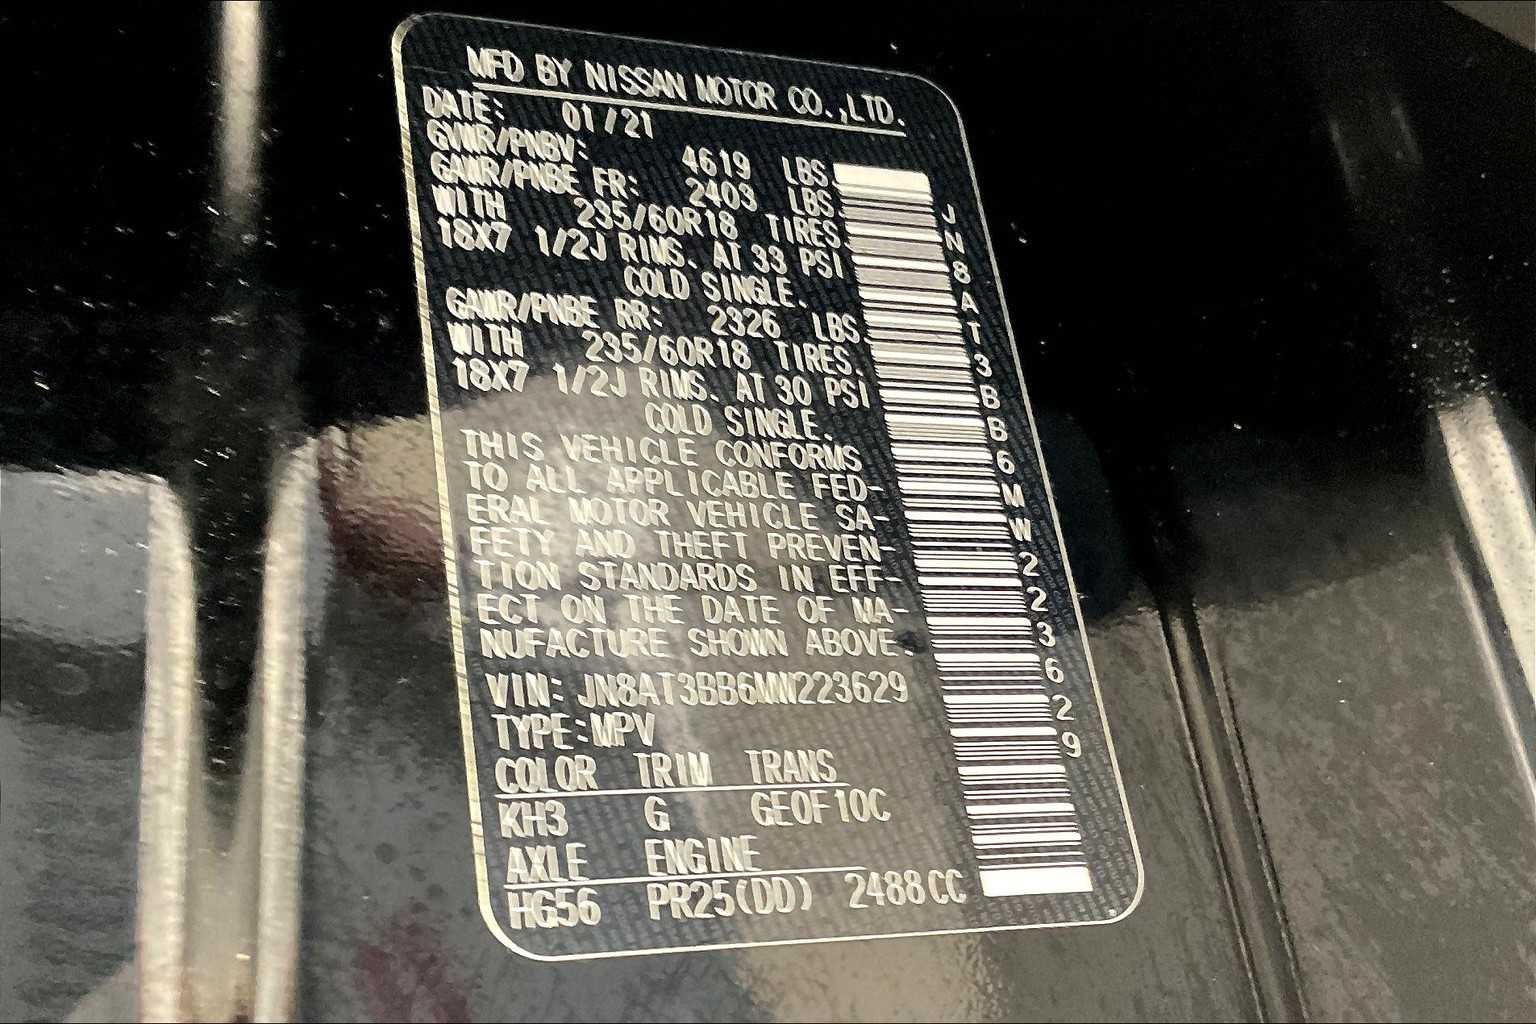 MFD BY NISSAN MOTOR CO.,LTD.
DATE: 01/21
GVWR/PNBV: 4619 LBS
GAWR/PNBE FR: 2403 LBS
WITH 235/60R18 TIRES.
18X7 1/2J RIMS. AT 33 PSI
COLD SINGLE.
GAWR/PNBE RR: 2326 LBS
WITH 235/60R18 TIRES.
18X7 1/2J RIMS. AT 30 PSI
COLD SINGLE.
THIS VEHICLE CONFORMS
TO ALL APPLICABLE FED-
ERAL MOTOR VEHICLE SA-
FETY AND THEFT PREVEN-
TION STANDARDS IN EFF-
ECT ON THE DATE OF MA-
NUFACTURE SHOWN ABOVE.
VIN: JN8AT3BB6MW223629
TYPE:MPV
COLOR TRIM TRANS
KH3 G GEOF10C
AXLE ENGINE
HG56 PR25(DD) 2488CC
JN8AT3BB6MW223629